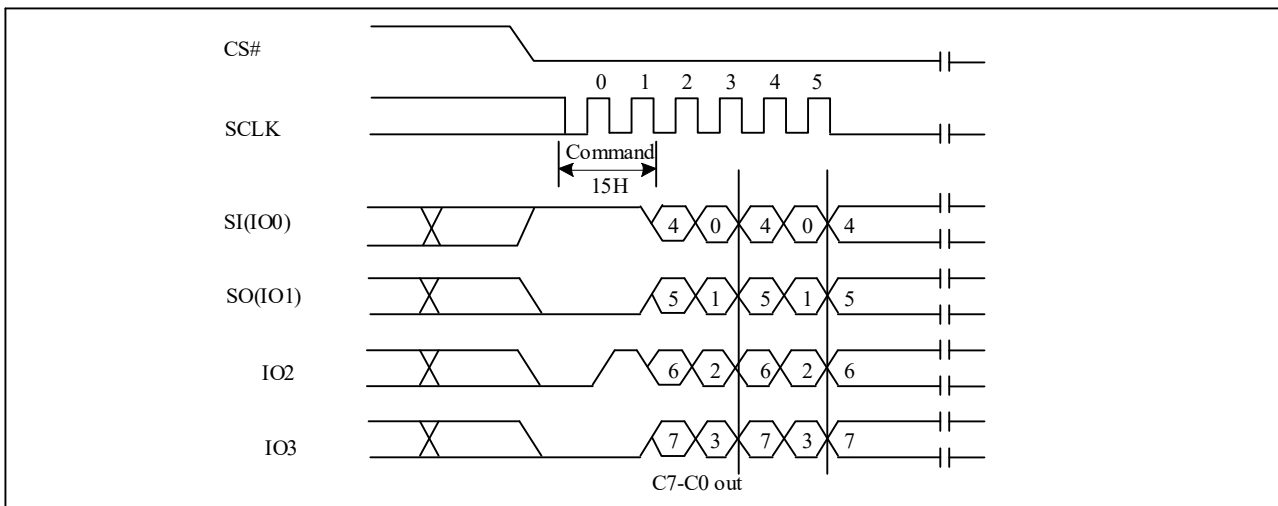 CS#
0 1 2 3 4 5
SCLK
Command
15H
SI(IO0) 4 0 4 0 4
SO(IO1) 5 1 5 1 5
IO2 6 2 6 2 6
IO3 7 3 7 3 7
C7-C0 out